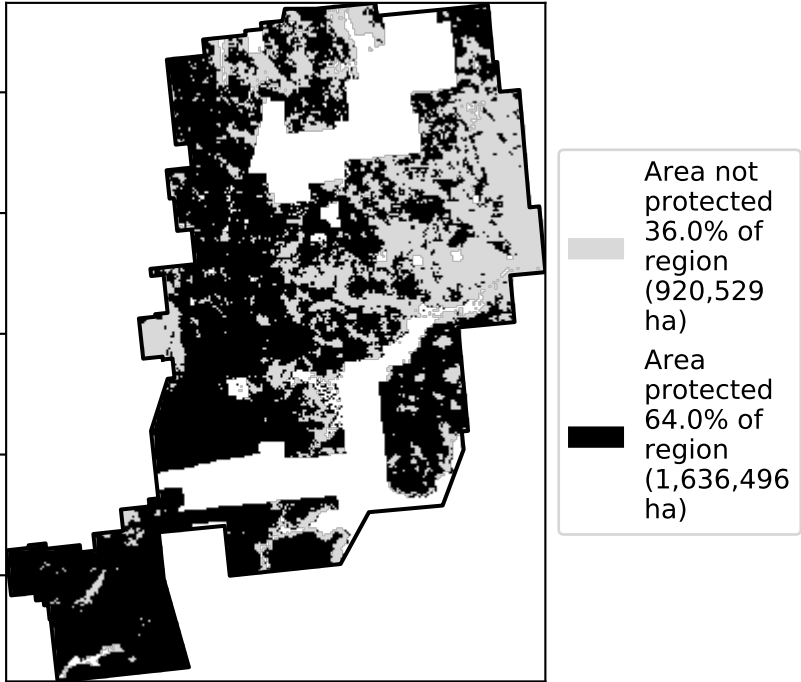 Area not
protected
36.0% of
region
(920,529
ha)
Area
protected
64.0% of
region
(1,636,496
ha)